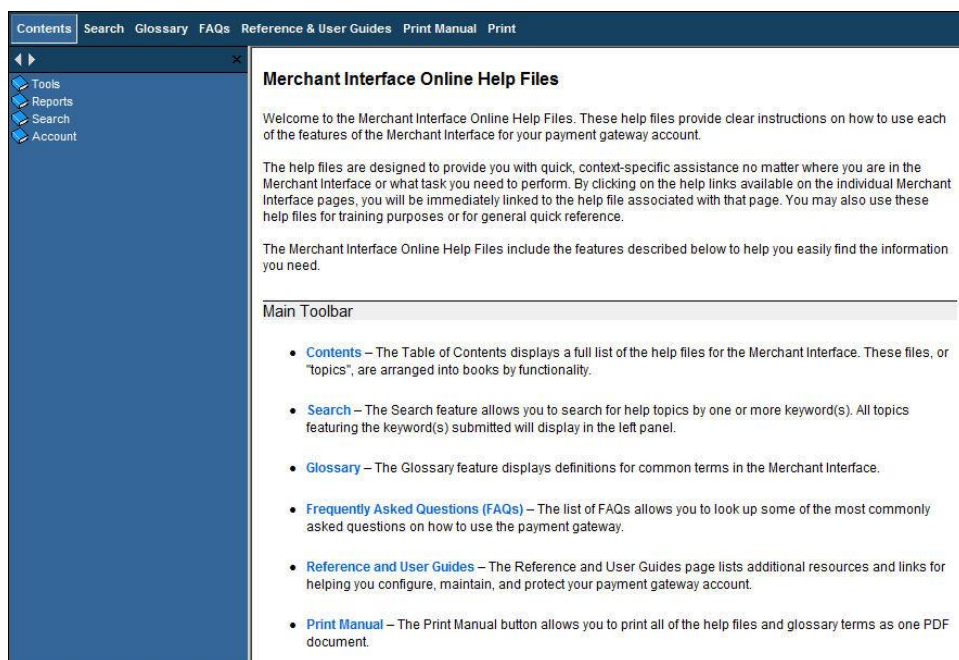 Contents Search Glossary FAQs Reference & User Guides Print Manual Print
Tools
Reports
Search
Account
Merchant Interface Online Help Files
Welcome to the Merchant Interface Online Help Files. These help files provide clear instructions on how to use each
of the features of the Merchant Interface for your payment gateway account.
The help files are designed to provide you with quick, context-specific assistance no matter where you are in the
Merchant Interface or what task you need to perform. By clicking on the help links available on the individual Merchant
Interface pages, you will be immediately linked to the help file associated with that page. You may also use these
help files for training purposes or for general quick reference.
The Merchant Interface Online Help Files include the features described below to help you easily find the information
you need.
Main Toolbar
• Contents – The Table of Contents displays a full list of the help files for the Merchant Interface. These files, or
"topics", are arranged into books by functionality.
• Search – The Search feature allows you to search for help topics by one or more keyword(s). All topics
featuring the keyword(s) submitted will display in the left panel.
• Glossary – The Glossary feature displays definitions for common terms in the Merchant Interface.
• Frequently Asked Questions (FAQs) – The list of FAQs allows you to look up some of the most commonly
asked questions on how to use the payment gateway.
• Reference and User Guides – The Reference and User Guides page lists additional resources and links for
helping you configure, maintain, and protect your payment gateway account.
• Print Manual – The Print Manual button allows you to print all of the help files and glossary terms as one PDF
document.